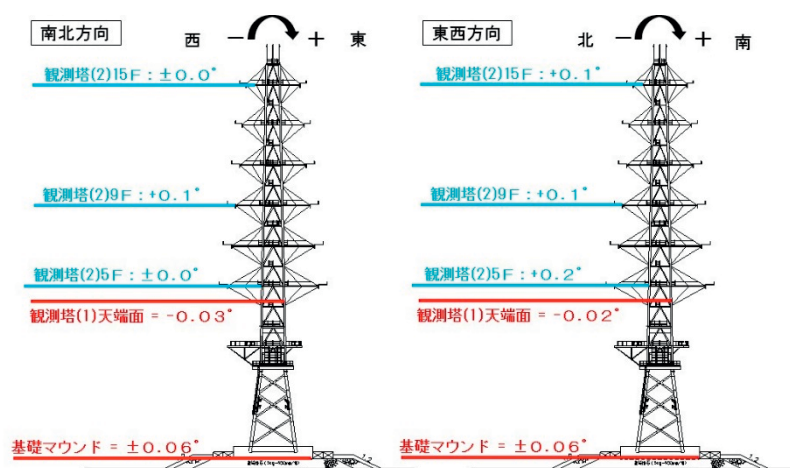 南北方向
西 − + 東
観測塔(2)15F：±0.0°
観測塔(2)9F：+0.1°
観測塔(2)5F：±0.0°
観測塔(1)天端面 = -0.03°
基礎マウンド = ±0.06°
1:2
東西方向
北 − + 南
観測塔(2)15F：+0.1°
観測塔(2)9F：+0.1°
観測塔(2)5F：+0.2°
観測塔(1)天端面 = -0.02°
基礎マウンド = ±0.06°
1:2